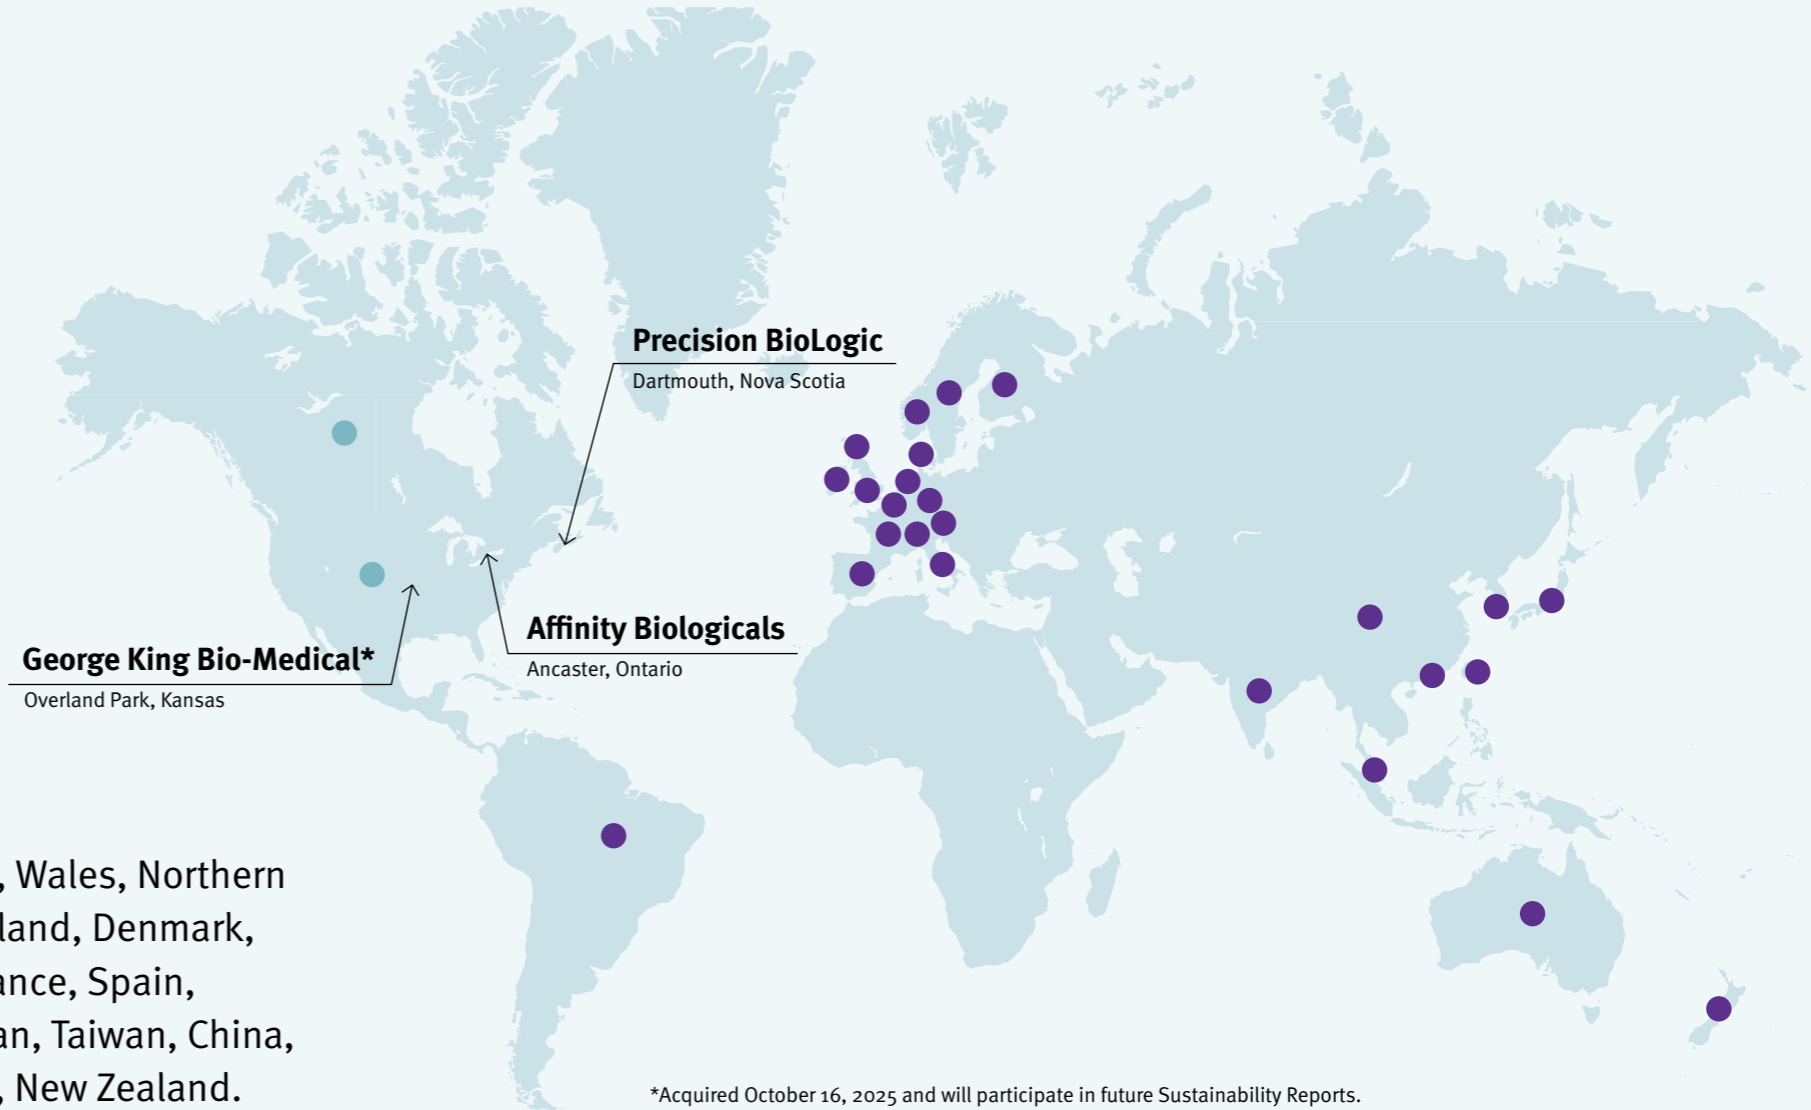 Precision BioLogic
Dartmouth, Nova Scotia
Affinity Biologicals
Ancaster, Ontario
George King Bio-Medical*
Overland Park, Kansas
, Wales, Northern
land, Denmark,
ance, Spain,
an, Taiwan, China,
, New Zealand.
*Acquired October 16, 2025 and will participate in future Sustainability Reports.